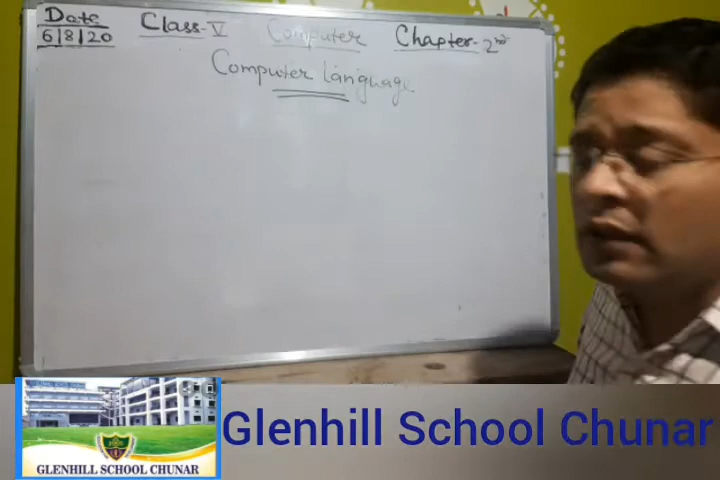 Date Class-V Computer Chapter-2nd
6/8/20
Computer language
Glenhill School Chunar
GLENHILL SCHOOL CHUNAR